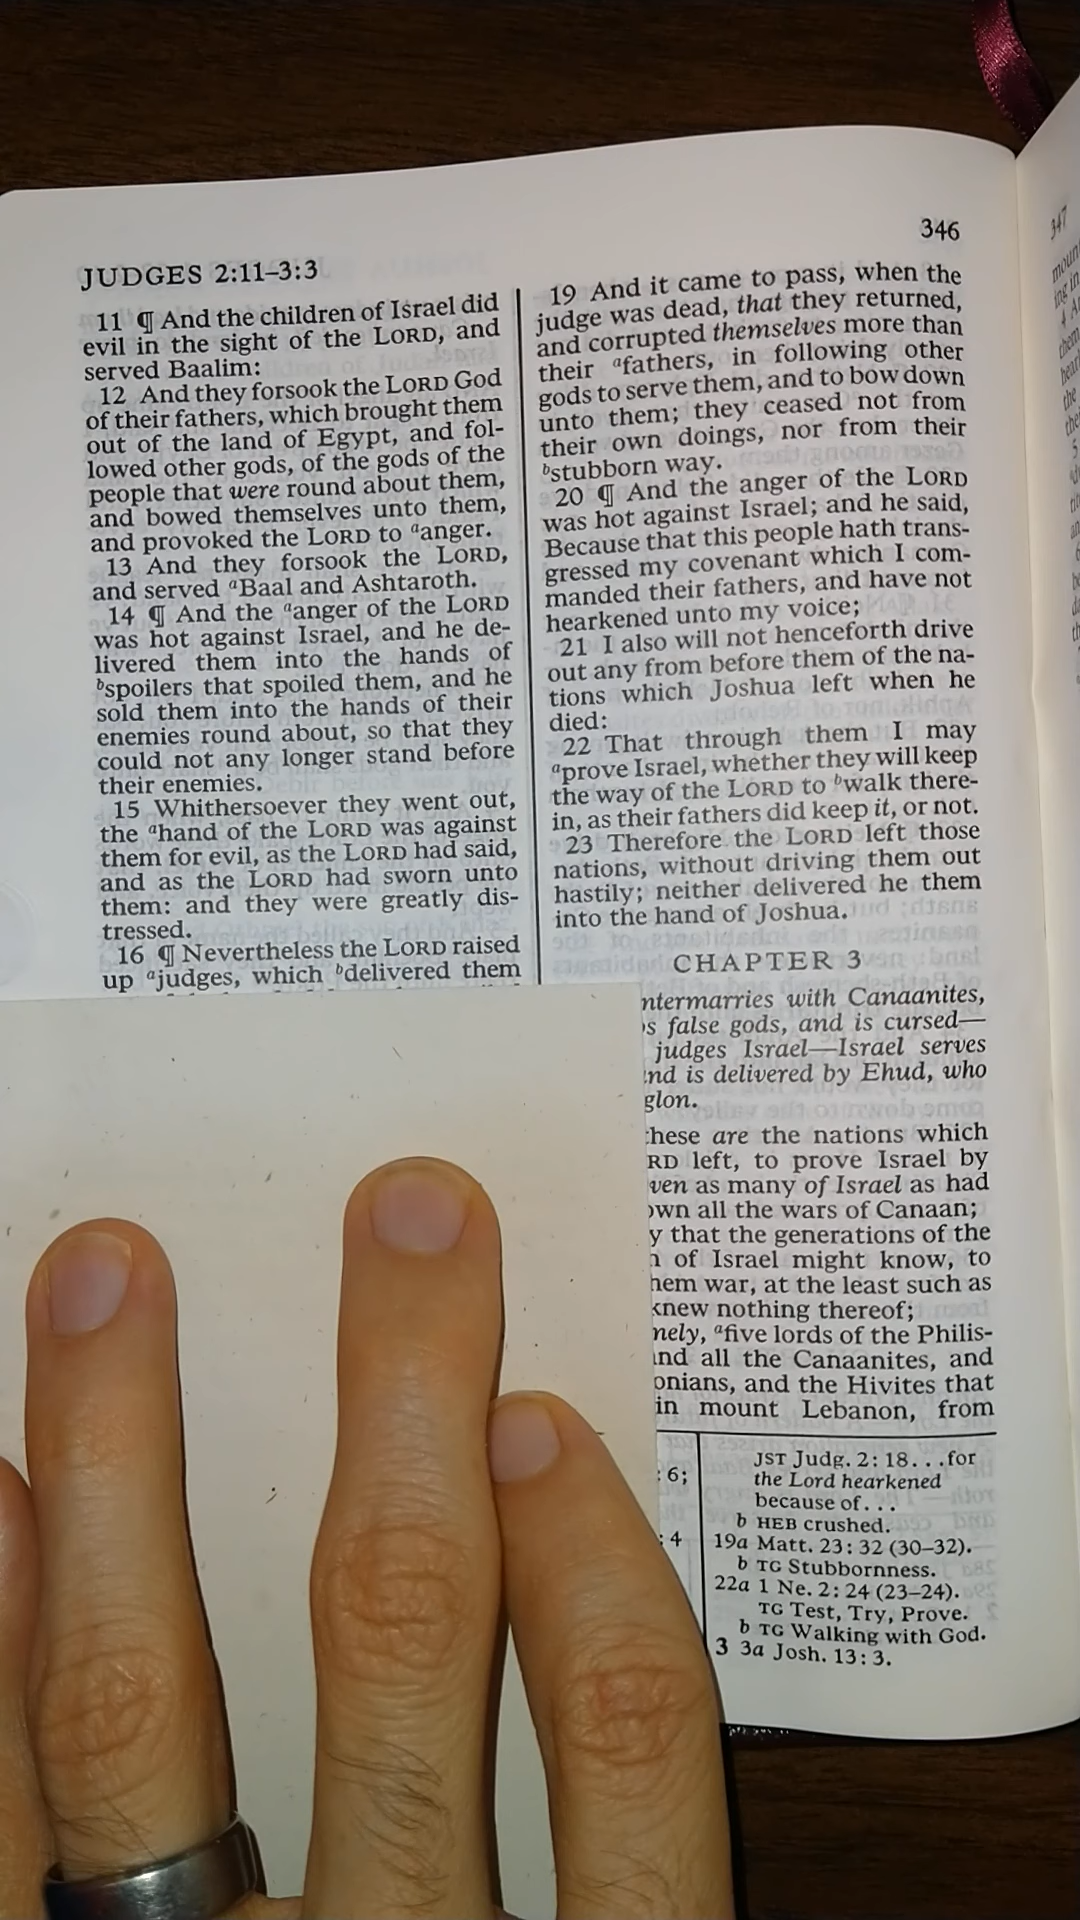 346
JUDGES 2:11–3:3
11 ¶ And the children of Israel did
evil in the sight of the LORD, and
served Baalim:
12 And they forsook the LORD God
of their fathers, which brought them
out of the land of Egypt, and fol-
lowed other gods, of the gods of the
people that were round about them,
and bowed themselves unto them,
and provoked the LORD to ᵃanger.
13 And they forsook the LORD,
and served ᵃBaal and Ashtaroth.
14 ¶ And the ᵃanger of the LORD
was hot against Israel, and he de-
livered them into the hands of
ᵇspoilers that spoiled them, and he
sold them into the hands of their
enemies round about, so that they
could not any longer stand before
their enemies.
15 Whithersoever they went out,
the ᵃhand of the LORD was against
them for evil, as the LORD had said,
and as the LORD had sworn unto
them: and they were greatly dis-
tressed.
16 ¶ Nevertheless the LORD raised
up ᵃjudges, which ᵇdelivered them
19 And it came to pass, when the
judge was dead, that they returned,
and corrupted themselves more than
their ᵃfathers, in following other
gods to serve them, and to bow down
unto them; they ceased not from
their own doings, nor from their
ᵇstubborn way.
20 ¶ And the anger of the LORD
was hot against Israel; and he said,
Because that this people hath trans-
gressed my covenant which I com-
manded their fathers, and have not
hearkened unto my voice;
21 I also will not henceforth drive
out any from before them of the na-
tions which Joshua left when he
died:
22 That through them I may
ᵃprove Israel, whether they will keep
the way of the LORD to ᵇwalk there-
in, as their fathers did keep it, or not.
23 Therefore the LORD left those
nations, without driving them out
hastily; neither delivered he them
into the hand of Joshua.
CHAPTER 3
ntermarries with Canaanites,
s false gods, and is cursed—
judges Israel—Israel serves
nd is delivered by Ehud, who
glon.
hese are the nations which
RD left, to prove Israel by
ven as many of Israel as had
own all the wars of Canaan;
y that the generations of the
n of Israel might know, to
hem war, at the least such as
knew nothing thereof;
nely, ᵃfive lords of the Philis-
nd all the Canaanites, and
onians, and the Hivites that
in mount Lebanon, from
: 6;
: 4
JST Judg. 2:18...for
the Lord hearkened
because of...
b HEB crushed.
19a Matt. 23:32 (30–32).
b TG Stubbornness.
22a 1 Ne. 2:24 (23–24).
TG Test, Try, Prove.
b TG Walking with God.
3 3a Josh. 13:3.
347